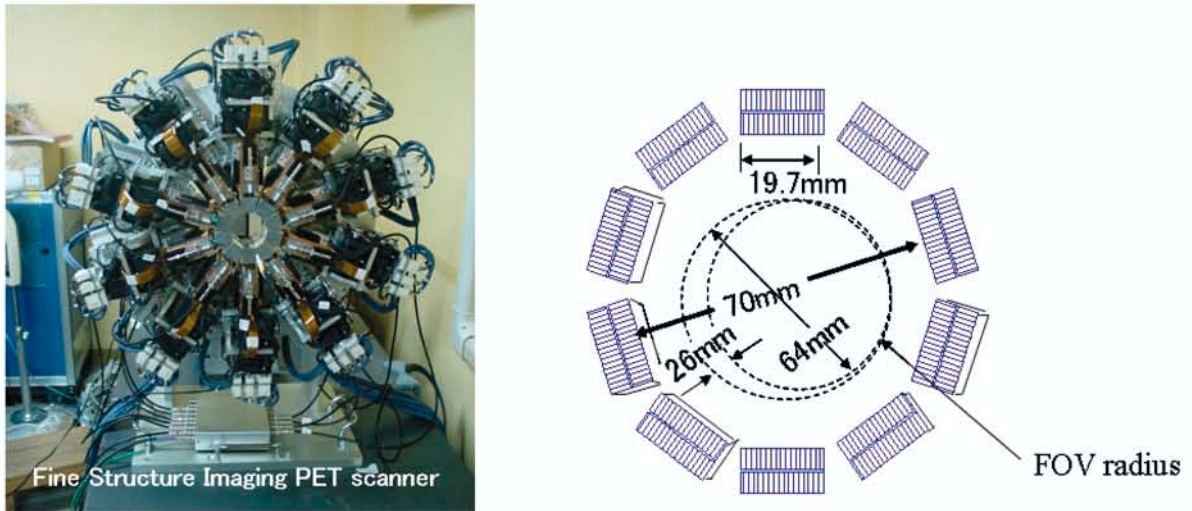 Fine Structure Imaging PET scanner
19.7mm
70mm
26mm
64mm
FOV radius